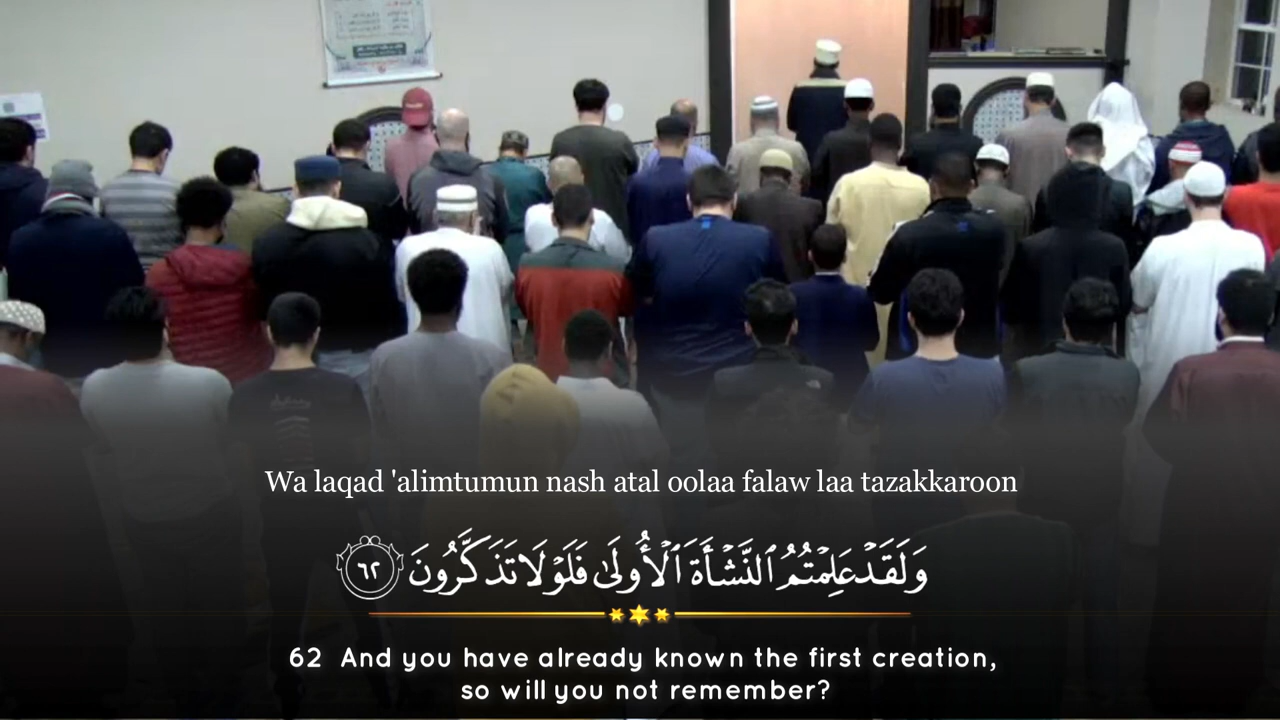 Wa laqad 'alimtumun nash atal oolaa falaw laa tazakkaroon
وَلَقَدْ عَلِمْتُمُ ٱلنَّشْأَةَ ٱلْأُولَىٰ فَلَوْلَا تَذَكَّرُونَ ٦٢
62 And you have already known the first creation,
so will you not remember?